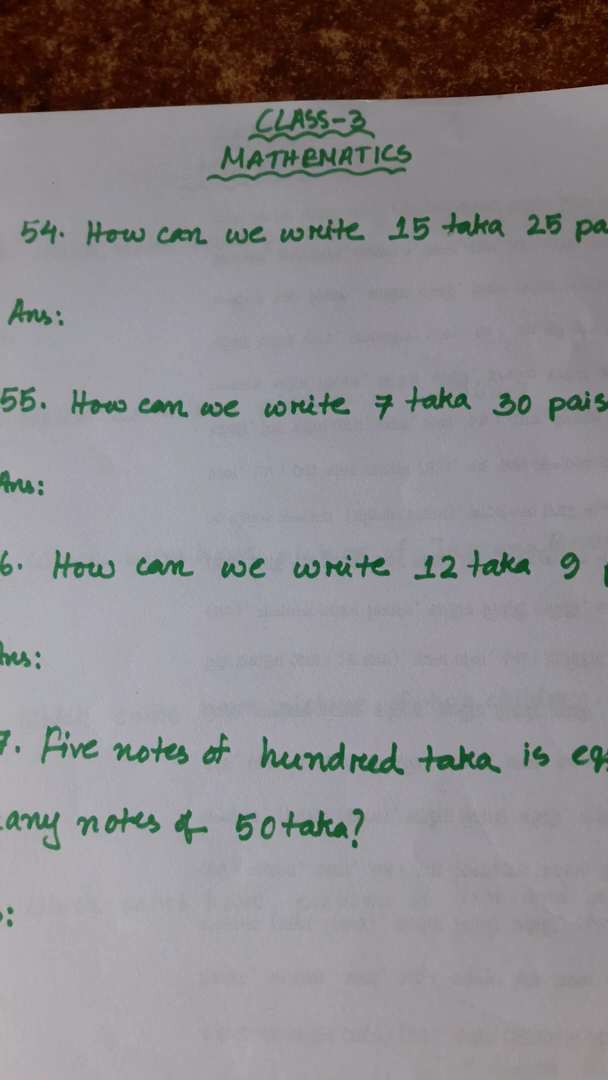 CLASS-3
MATHEMATICS
54. How can we write 15 taka 25 pa
Ans:
55. How can we write 7 taka 30 pais
Ans:
6. How can we write 12 taka 9 p
ns:
7. Five notes of hundred taka is equ
any notes of 50 taka?
: